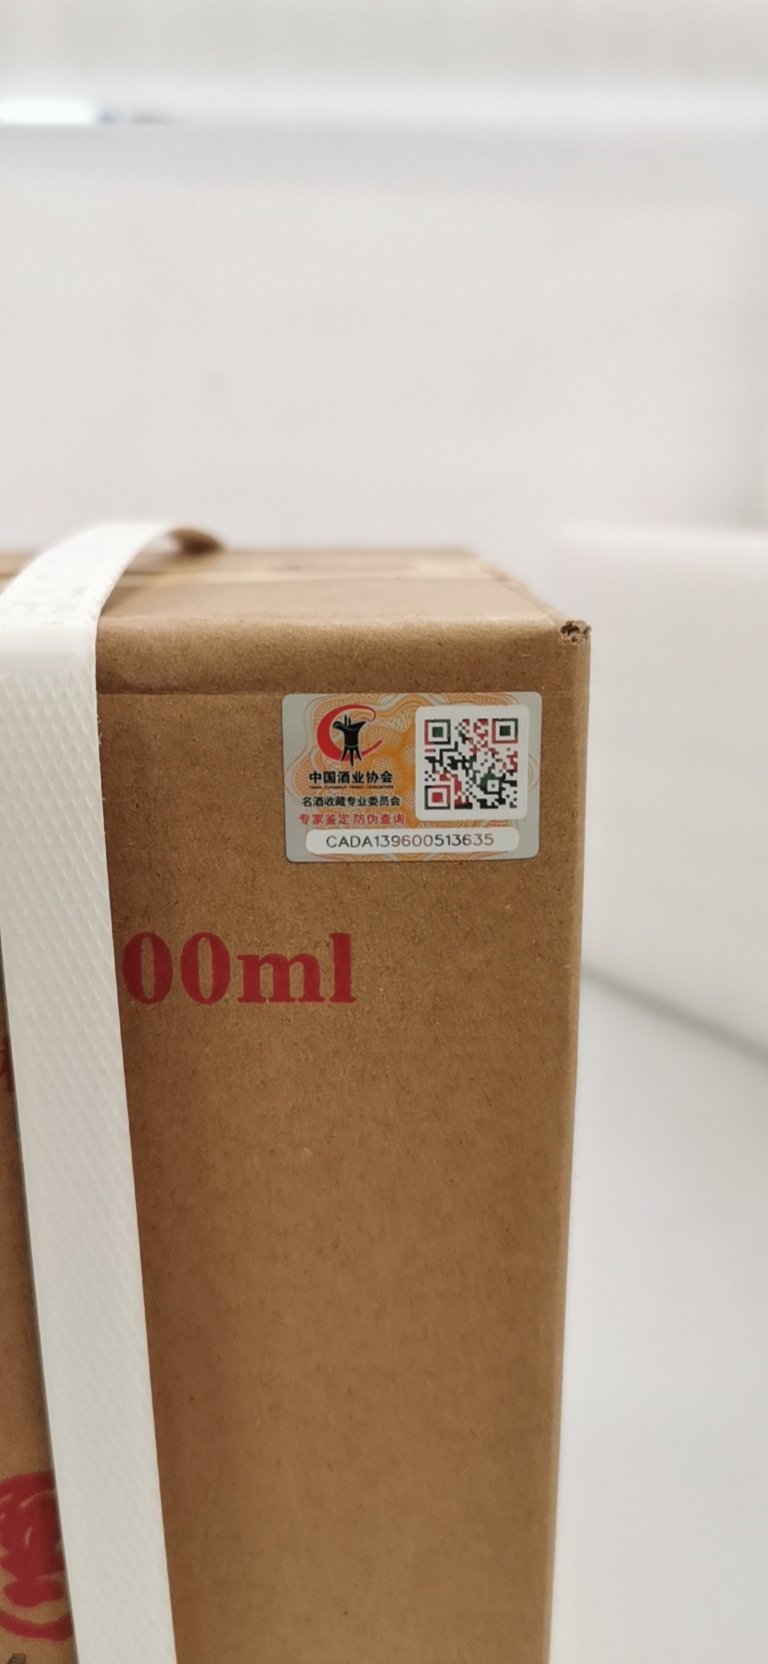 中国酒业协会
名酒收藏专业委员会
专家鉴定 防伪查询
CADA139600513635
00ml